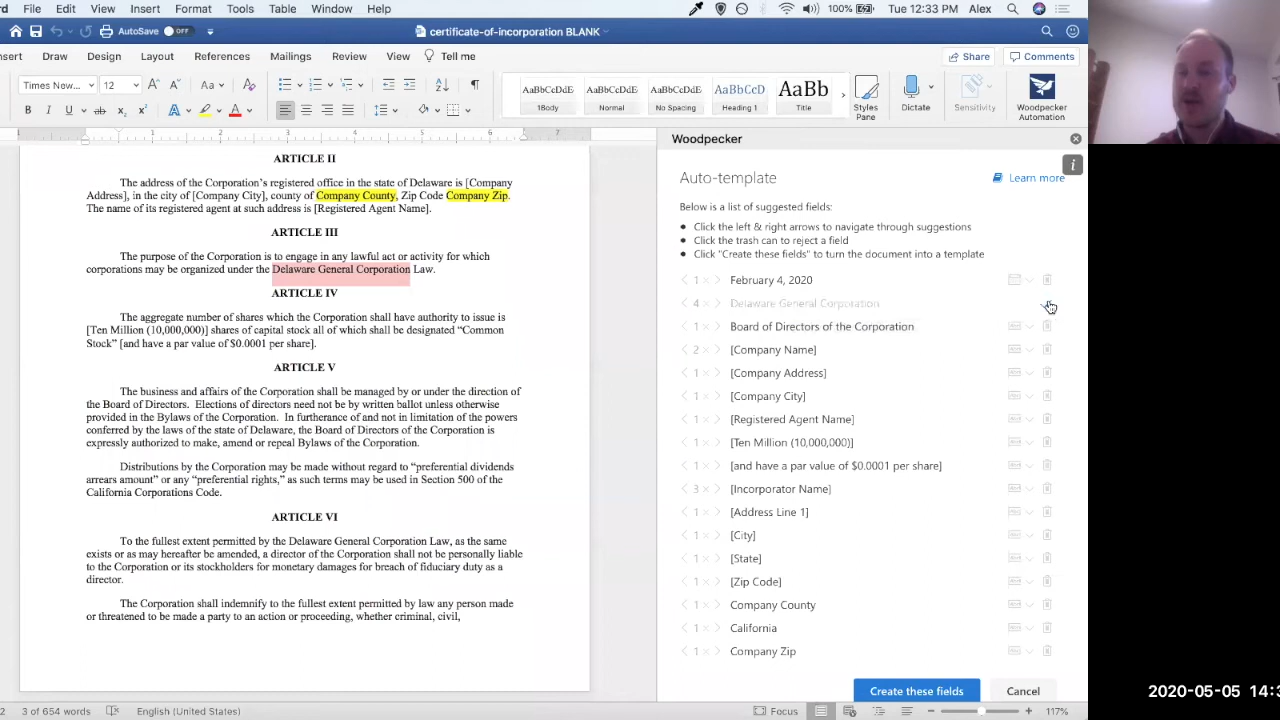 File Edit View Insert Format Tools Table Window Help 100% Tue 12:33 PM Alex
AutoSave OFF certificate-of-incorporation BLANK
nsert Draw Design Layout References Mailings Review View Tell me Share Comments
Times New... 12 A A Aa A
B I U ab x2 x2 A A
AaBbCcDdE AaBbCcDdE AaBbCcDdE AaBbCcD AaBb
1Body Normal No Spacing Heading 1 Title
Styles Pane
Dictate
Sensitivity
Woodpecker Automation
1 1 2 3 4 5 6 7
ARTICLE II
The address of the Corporation's registered office in the state of Delaware is [Company
Address], in the city of [Company City], county of Company County, Zip Code Company Zip.
The name of its registered agent at such address is [Registered Agent Name].
ARTICLE III
The purpose of the Corporation is to engage in any lawful act or activity for which
corporations may be organized under the Delaware General Corporation Law.
ARTICLE IV
The aggregate number of shares which the Corporation shall have authority to issue is
[Ten Million (10,000,000)] shares of capital stock all of which shall be designated “Common
Stock” [and have a par value of $0.0001 per share].
ARTICLE V
The business and affairs of the Corporation shall be managed by or under the direction of
the Board of Directors. Elections of directors need not be by written ballot unless otherwise
provided in the Bylaws of the Corporation. In furtherance of and not in limitation of the powers
conferred by the laws of the state of Delaware, the Board of Directors of the Corporation is
expressly authorized to make, amend or repeal Bylaws of the Corporation.
Distributions by the Corporation may be made without regard to “preferential dividends
arrears amount” or any “preferential rights,” as such terms may be used in Section 500 of the
California Corporations Code.
ARTICLE VI
To the fullest extent permitted by the Delaware General Corporation Law, as the same
exists or as may hereafter be amended, a director of the Corporation shall not be personally liable
to the Corporation or its stockholders for monetary damages for breach of fiduciary duty as a
director.
The Corporation shall indemnify to the fullest extent permitted by law any person made
or threatened to be made a party to an action or proceeding, whether criminal, civil,
Woodpecker
i
Auto-template Learn more
Below is a list of suggested fields:
• Click the left & right arrows to navigate through suggestions
• Click the trash can to reject a field
• Click "Create these fields" to turn the document into a template
1 × February 4, 2020
4 Delaware General Corporation
1 × Board of Directors of the Corporation
2 × [Company Name]
1 × [Company Address]
1 × [Company City]
1 × [Registered Agent Name]
1 × [Ten Million (10,000,000)]
1 × [and have a par value of $0.0001 per share]
3 × [Incorporator Name]
1 × [Address Line 1]
1 × [City]
1 × [State]
1 × [Zip Code]
1 × Company County
1 × California
1 × Company Zip
Create these fields Cancel
2 3 of 654 words English (United States) Focus 117%
2020-05-05 14:3